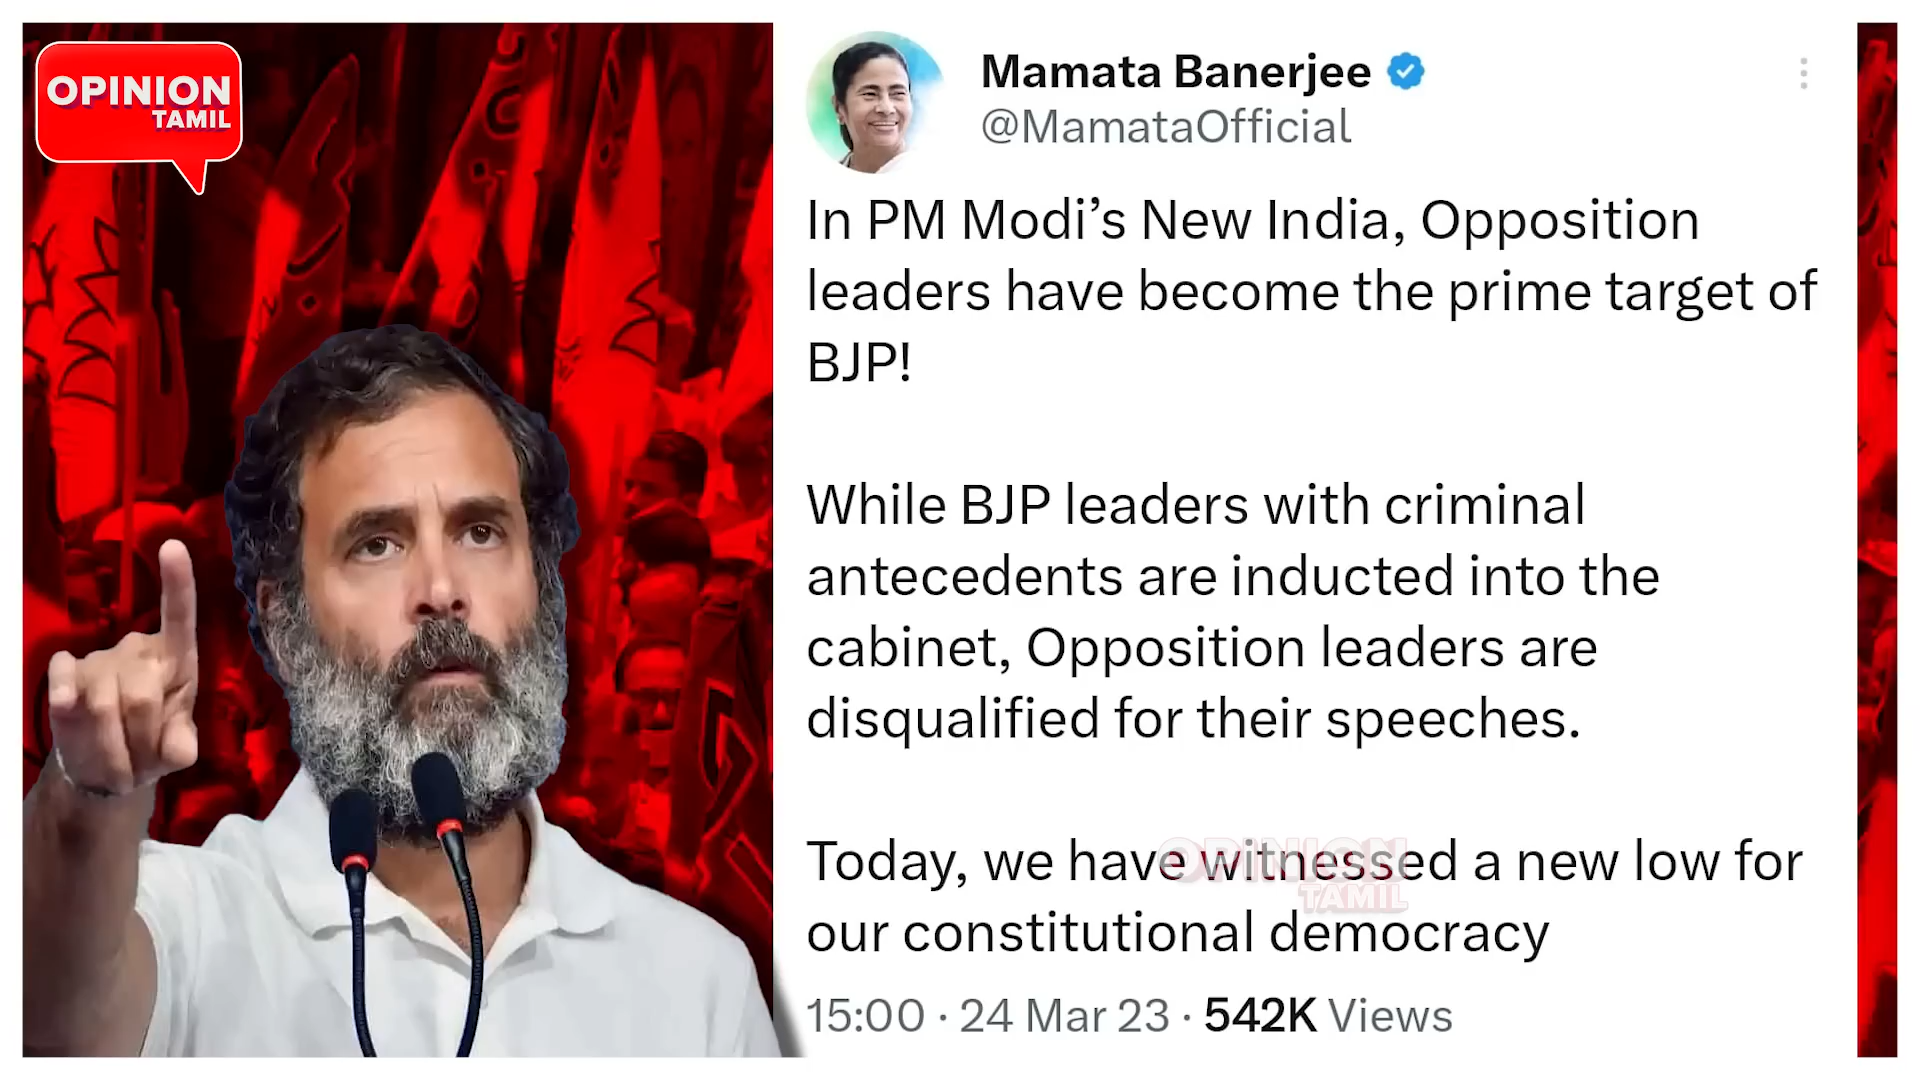 OPINION
TAMIL
Mamata Banerjee
@MamataOfficial
In PM Modi’s New India, Opposition
leaders have become the prime target of
BJP!
While BJP leaders with criminal
antecedents are inducted into the
cabinet, Opposition leaders are
disqualified for their speeches.
Today, we have witnessed a new low for
our constitutional democracy
OPINION
TAMIL
15:00 · 24 Mar 23 · 542K Views